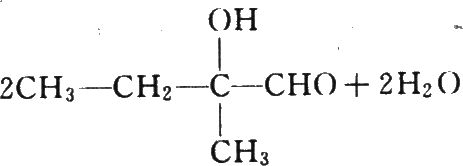 OH
2CH₃—CH₂—C—CHO + 2H₂O
CH₃